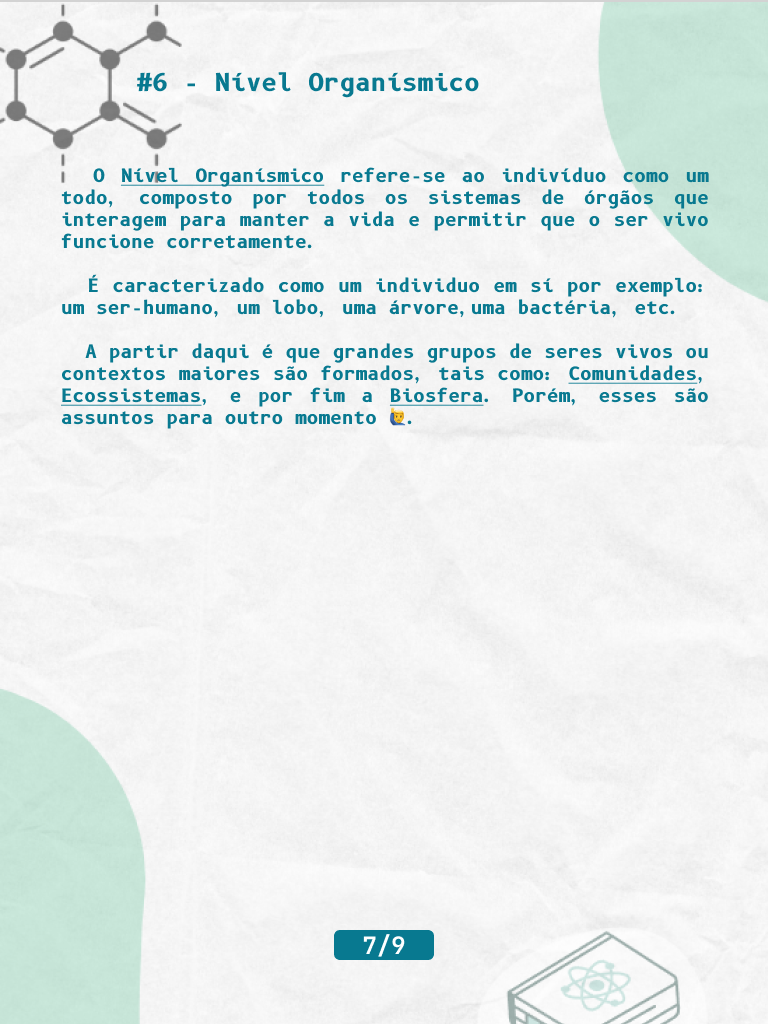 #6 - Nível Organísmico
O Nível Organísmico refere-se ao indivíduo como um
todo, composto por todos os sistemas de órgãos que
interagem para manter a vida e permitir que o ser vivo
funcione corretamente.
É caracterizado como um individuo em sí por exemplo:
um ser-humano, um lobo, uma árvore, uma bactéria, etc.
A partir daqui é que grandes grupos de seres vivos ou
contextos maiores são formados, tais como: Comunidades,
Ecossistemas, e por fim a Biosfera. Porém, esses são
assuntos para outro momento 🙋‍♂️.
7/9